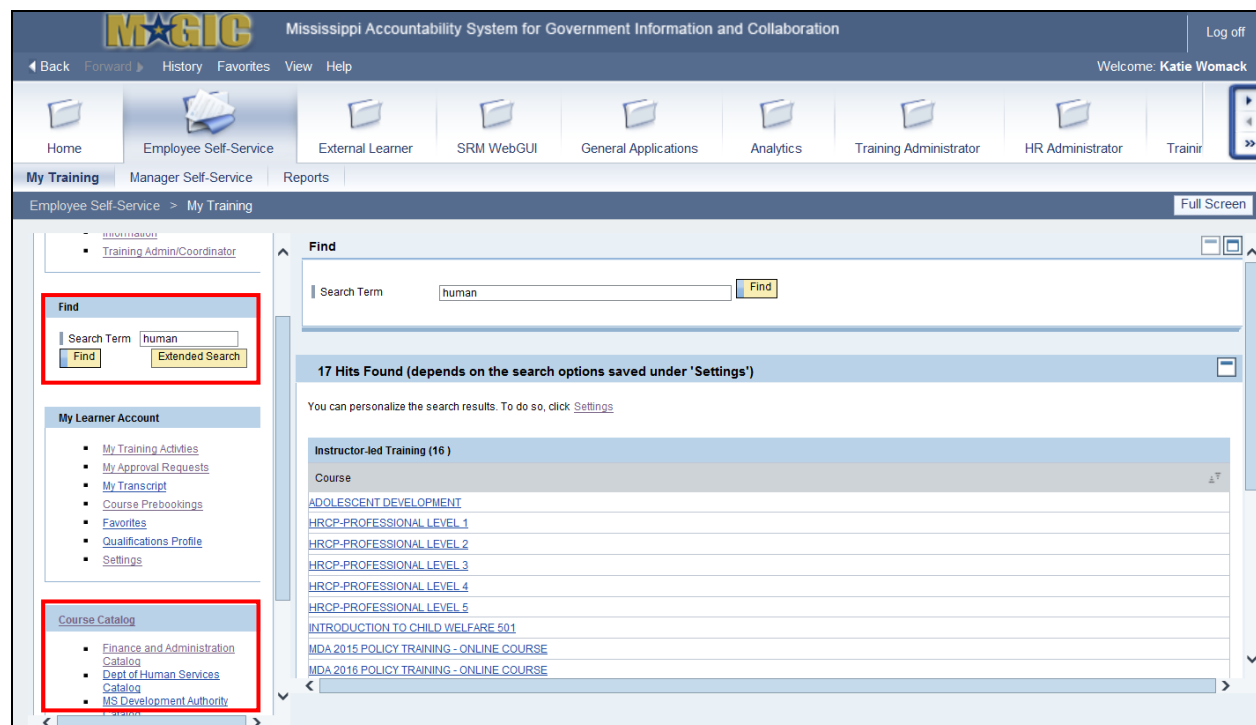 MAGIC Mississippi Accountability System for Government Information and Collaboration Log off
Back Forward History Favorites View Help Welcome: Katie Womack
Home Employee Self-Service External Learner SRM WebGUI General Applications Analytics Training Administrator HR Administrator Trainir
My Training Manager Self-Service Reports
Employee Self-Service > My Training Full Screen
Information
Training Admin/Coordinator
Find
Search Term human
Find Extended Search
My Learner Account
My Training Activties
My Approval Requests
My Transcript
Course Prebookings
Favorites
Qualifications Profile
Settings
Course Catalog
Finance and Administration
Catalog
Dept of Human Services
Catalog
MS Development Authority
Catalog
Find
Search Term human Find
17 Hits Found (depends on the search options saved under 'Settings')
You can personalize the search results. To do so, click Settings
Instructor-led Training (16 )
Course
ADOLESCENT DEVELOPMENT
HRCP-PROFESSIONAL LEVEL 1
HRCP-PROFESSIONAL LEVEL 2
HRCP-PROFESSIONAL LEVEL 3
HRCP-PROFESSIONAL LEVEL 4
HRCP-PROFESSIONAL LEVEL 5
INTRODUCTION TO CHILD WELFARE 501
MDA 2015 POLICY TRAINING - ONLINE COURSE
MDA 2016 POLICY TRAINING - ONLINE COURSE